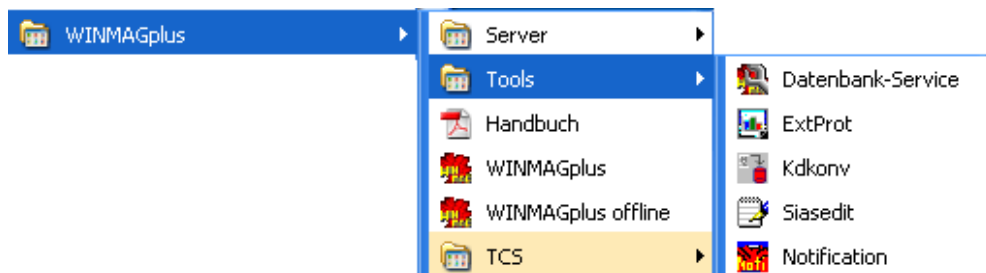 WINMAGplus
Server
Tools
Handbuch
WINMAGplus
WINMAGplus offline
TCS
Datenbank-Service
ExtProt
Kdkonv
Siasedit
Notification